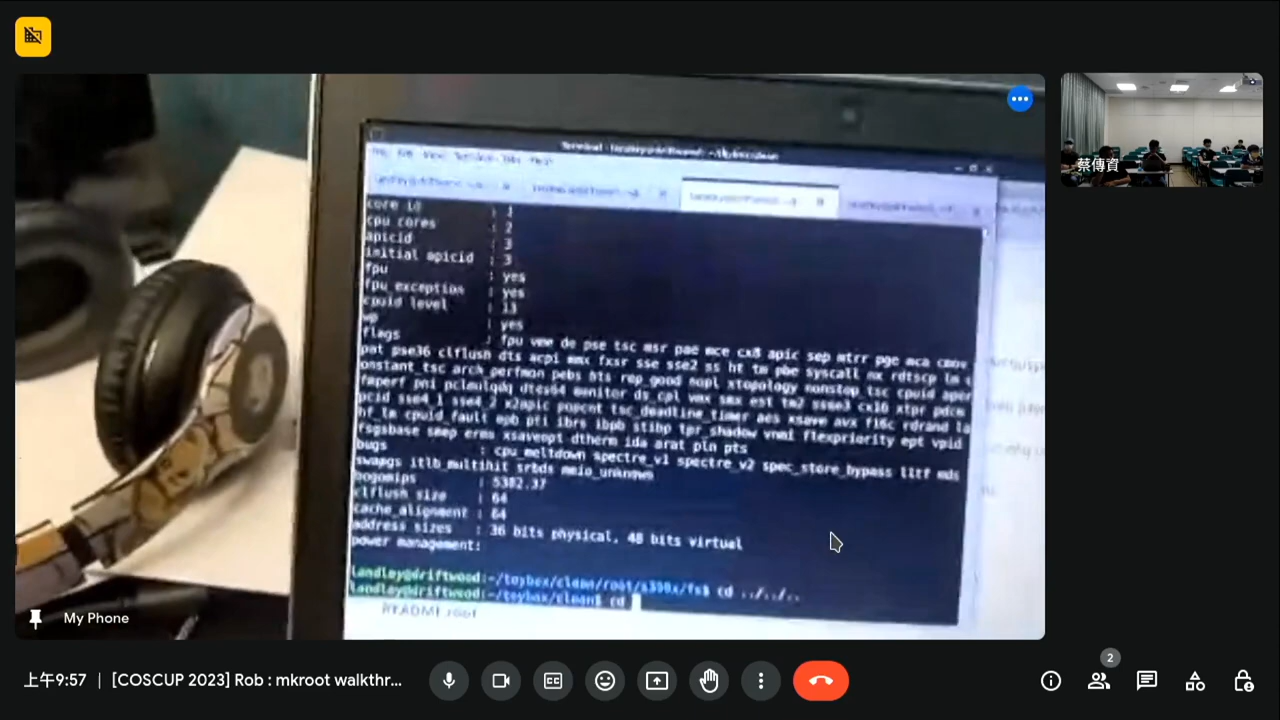 蔡傳資
Terminal - landley@driftwood: ~/toybox/clean
core id : 1
cpu cores : 2
apicid : 3
initial apicid : 3
fpu : yes
fpu_exception : yes
cpuid level : 13
wp : yes
flags : fpu vme de pse tsc msr pae mce cx8 apic sep mtrr pge mca cmov
pat pse36 clflush dts acpi mmx fxsr sse sse2 ss ht tm pbe syscall nx rdtscp lm c
onstant_tsc arch_perfmon pebs bts rep_good nopl xtopology nonstop_tsc cpuid aper
fmperf pni pclmulqdq dtes64 monitor ds_cpl vmx smx est tm2 ssse3 cx16 xtpr pdcm
pcid sse4_1 sse4_2 x2apic popcnt tsc_deadline_timer aes xsave avx f16c rdrand la
hf_lm cpuid_fault epb pti ibrs ibpb stibp tpr_shadow vnmi flexpriority ept vpid
fsgsbase smep erms xsaveopt dtherm ida arat pln pts
bugs : cpu_meltdown spectre_v1 spectre_v2 spec_store_bypass l1tf mds
swapgs itlb_multihit srbds mmio_unknown
bogomips : 5382.37
clflush size : 64
cache_alignment : 64
address sizes : 36 bits physical, 48 bits virtual
power management:
landley@driftwood:~/toybox/clean/root/s390x/fs$ cd ../../..
landley@driftwood:~/toybox/clean$ cd
README.root
My Phone
2
上午9:57 | [COSCUP 2023] Rob : mkroot walkthr...